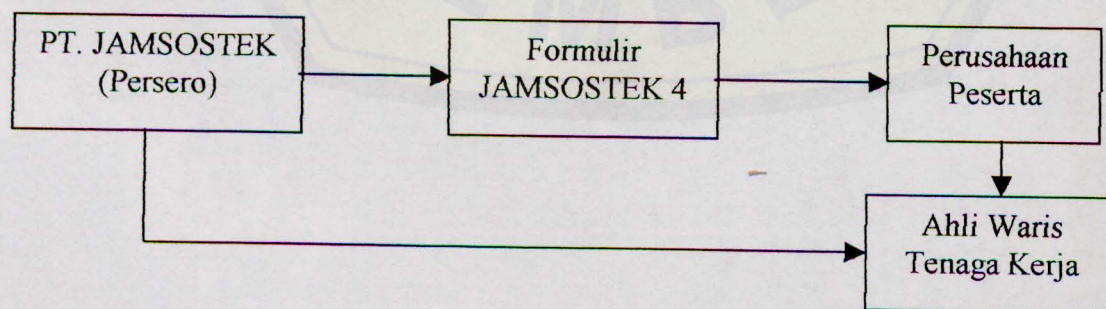 PT. JAMSOSTEK
(Persero)
Formulir
JAMSOSTEK 4
Perusahaan
Peserta
Ahli Waris
Tenaga Kerja